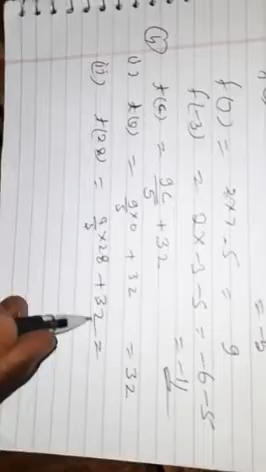 f(7) = 2×7-5 = 9
f(-3) = 2×-3-5 = -6-5
= -11
(4) t(c) = 9c/5 + 32
(i) t(0) = 9×0/5 + 32 = 32
(ii) t(28) = 9/5 × 28 + 32 =